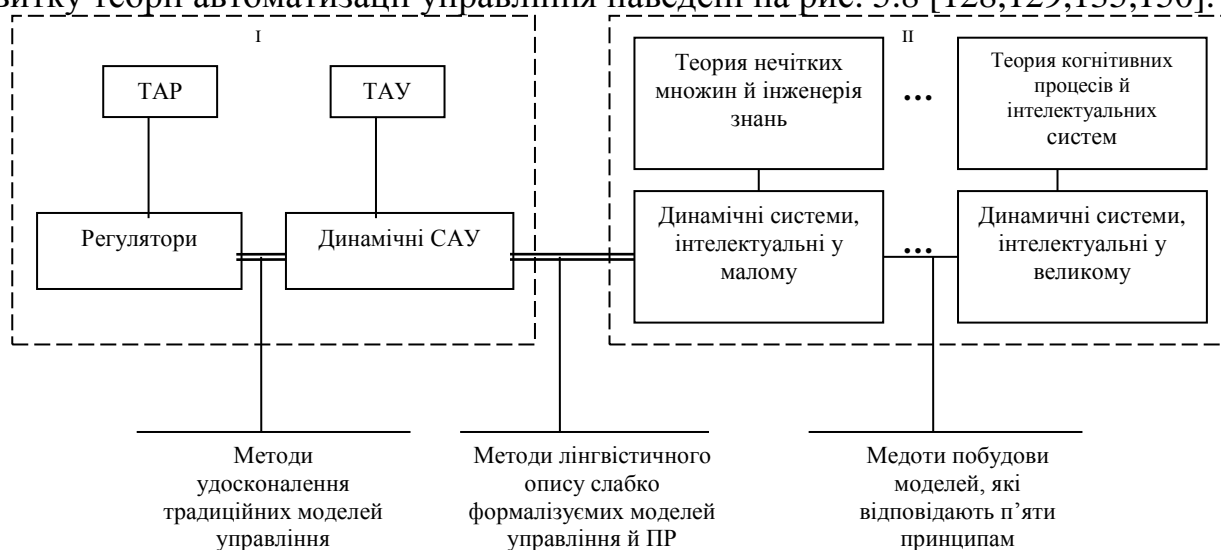 витку теорії автоматизації управління наведені на рис. 3.8 [128,129,135,150].
I
II
ТАР
ТАУ
Теория нечітких
множин й інженерія
знань
...
Теория когнітивних
процесів й
інтелектуальних
систем
Регулятори
Динамічні САУ
Динамічні системи,
інтелектуальні у
малому
...
Динамичні системи,
інтелектуальні у
великому
Методи
удосконалення
традиційних моделей
управління
Методи лінгвістичного
опису слабко
формалізуємих моделей
управління й ПР
Медоти побудови
моделей, які
відповідають п’яти
принципам